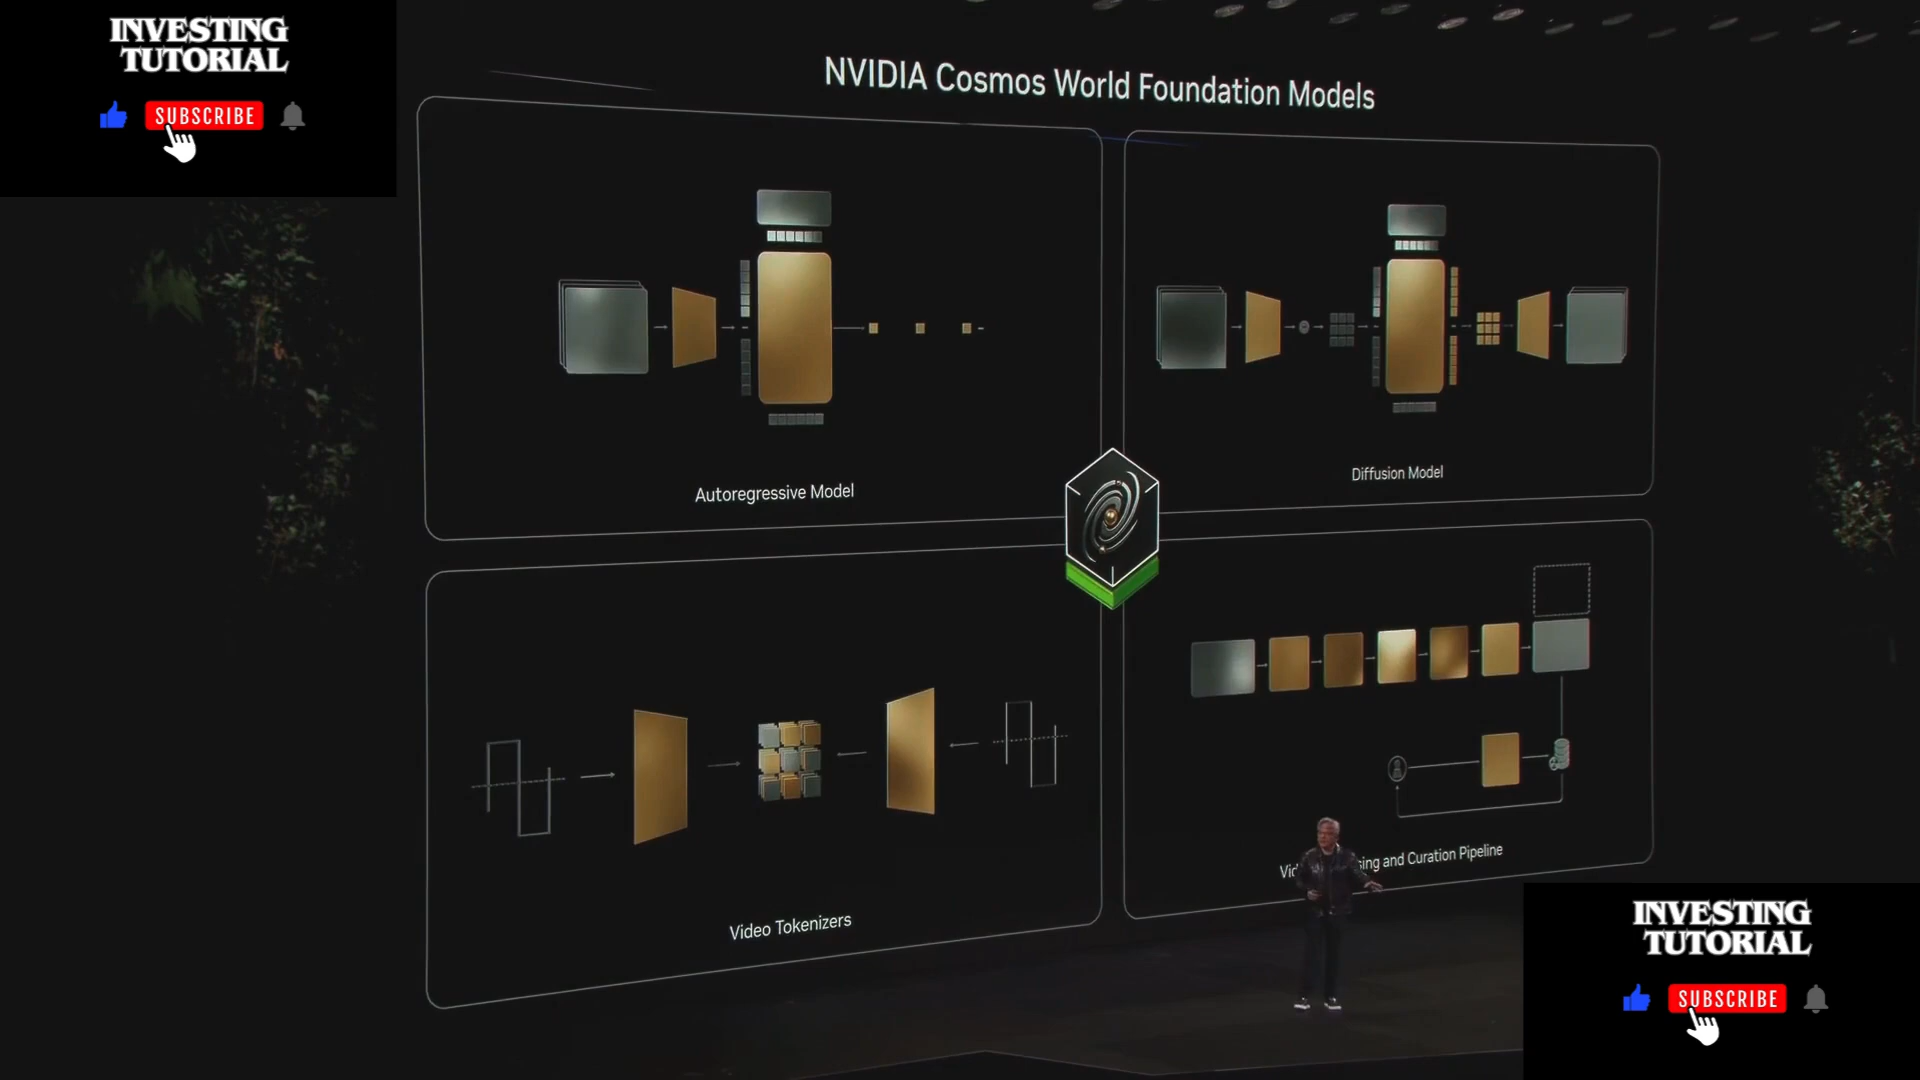 INVESTING
TUTORIAL
SUBSCRIBE
NVIDIA Cosmos World Foundation Models
Autoregressive Model
Diffusion Model
Video Tokenizers
and Curation Pipeline
INVESTING
TUTORIAL
SUBSCRIBE